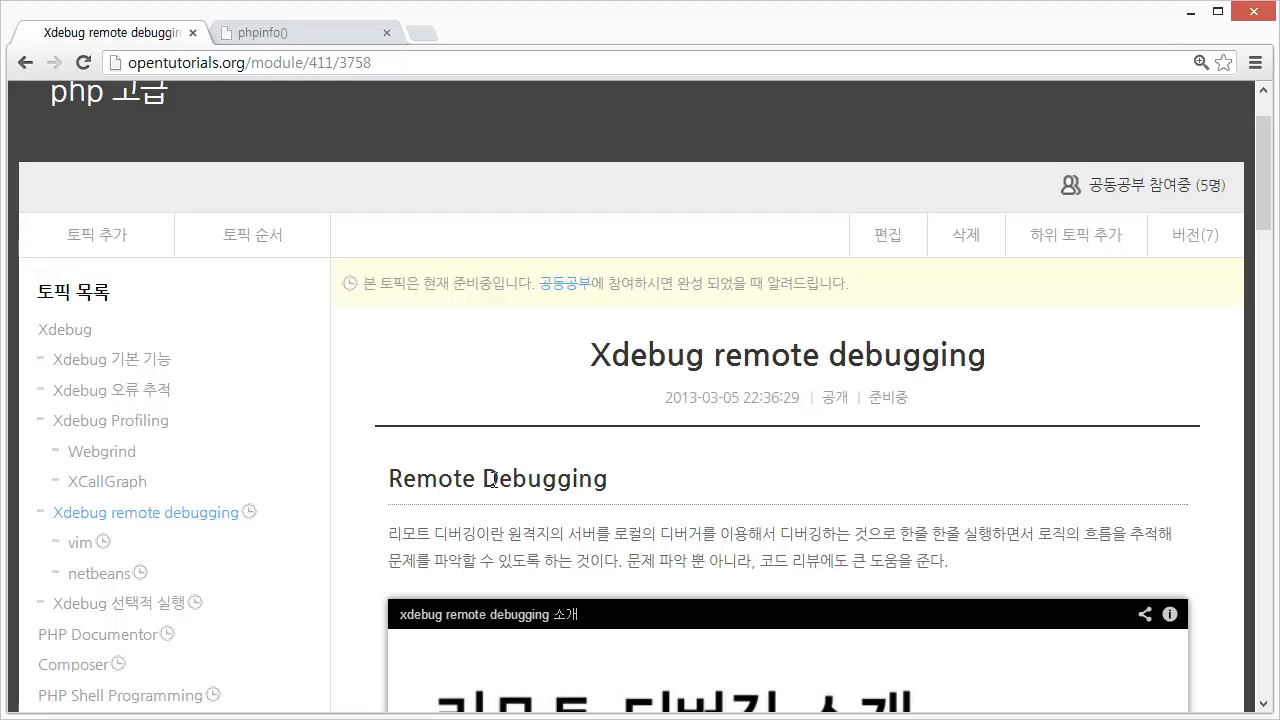 Xdebug remote debuggin
phpinfo()
opentutorials.org/module/411/3758
php 고급
공동공부 참여중 (5명)
토픽 추가
토픽 순서
편집
삭제
하위 토픽 추가
버전(7)
토픽 목록
Xdebug
Xdebug 기본 기능
Xdebug 오류 추적
Xdebug Profiling
Webgrind
XCallGraph
Xdebug remote debugging
vim
netbeans
Xdebug 선택적 실행
PHP Documentor
Composer
PHP Shell Programming
본 토픽은 현재 준비중입니다. 공동공부에 참여하시면 완성 되었을 때 알려드립니다.
Xdebug remote debugging
2013-03-05 22:36:29 | 공개 | 준비중
Remote Debugging
리모트 디버깅이란 원격지의 서버를 로컬의 디버거를 이용해서 디버깅하는 것으로 한줄 한줄 실행하면서 로직의 흐름을 추적해
문제를 파악할 수 있도록 하는 것이다. 문제 파악 뿐 아니라, 코드 리뷰에도 큰 도움을 준다.
xdebug remote debugging 소개
리모트 디버깅 소개